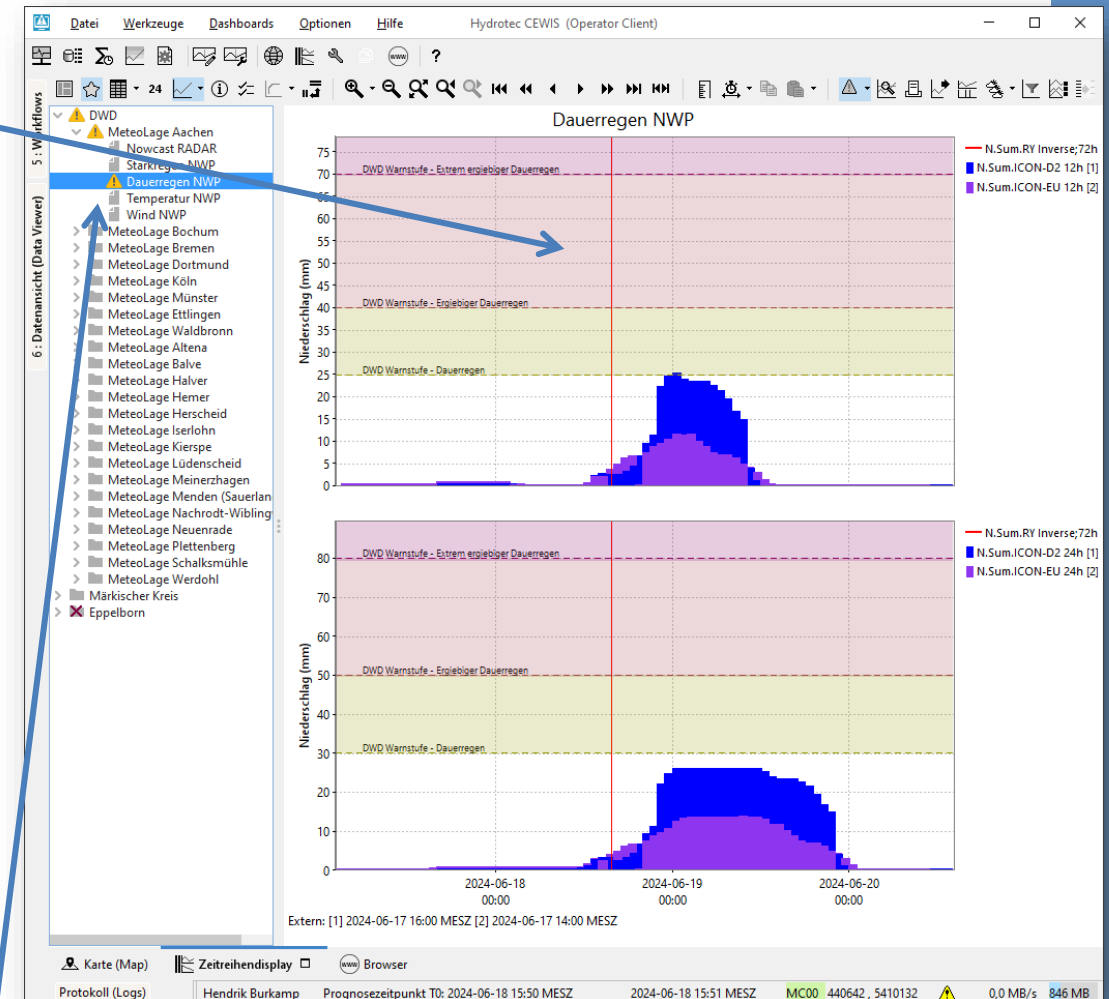 Datei Werkzeuge Dashboards Optionen Hilfe Hydrotec CEWIS (Operator Client)
www ?
24
5 : Workflows
6 : Datenansicht (Data Viewer)
DWD
MeteoLage Aachen
Nowcast RADAR
Starkregen NWP
Dauerregen NWP
Temperatur NWP
Wind NWP
MeteoLage Bochum
MeteoLage Bremen
MeteoLage Dortmund
MeteoLage Köln
MeteoLage Münster
MeteoLage Ettlingen
MeteoLage Waldbronn
MeteoLage Altena
MeteoLage Balve
MeteoLage Halver
MeteoLage Hemer
MeteoLage Herscheid
MeteoLage Iserlohn
MeteoLage Kierspe
MeteoLage Lüdenscheid
MeteoLage Meinerzhagen
MeteoLage Menden (Sauerlan
MeteoLage Nachrodt-Wibling
MeteoLage Neuenrade
MeteoLage Plettenberg
MeteoLage Schalksmühle
MeteoLage Werdohl
Märkischer Kreis
Eppelborn
Dauerregen NWP
Niederschlag (mm)
75
DWD Warnstufe - Extrem ergiebiger Dauerregen
70
65
60
55
50
45
DWD Warnstufe - Ergiebiger Dauerregen
40
35
30
DWD Warnstufe - Dauerregen
25
20
15
10
5
0
N.Sum.RY Inverse;72h
N.Sum.ICON-D2 12h [1]
N.Sum.ICON-EU 12h [2]
Niederschlag (mm)
DWD Warnstufe - Extrem ergiebiger Dauerregen
80
70
60
DWD Warnstufe - Ergiebiger Dauerregen
50
40
DWD Warnstufe - Dauerregen
30
20
10
0
N.Sum.RY Inverse;72h
N.Sum.ICON-D2 24h [1]
N.Sum.ICON-EU 24h [2]
2024-06-18 2024-06-19 2024-06-20
00:00 00:00 00:00
Extern: [1] 2024-06-17 16:00 MESZ [2] 2024-06-17 14:00 MESZ
Karte (Map) Zeitreihendisplay www Browser
Protokoll (Logs) Hendrik Burkamp Prognosezeitpunkt T0: 2024-06-18 15:50 MESZ 2024-06-18 15:51 MESZ MC00 440642 , 5410132 0,0 MB/s 846 MB